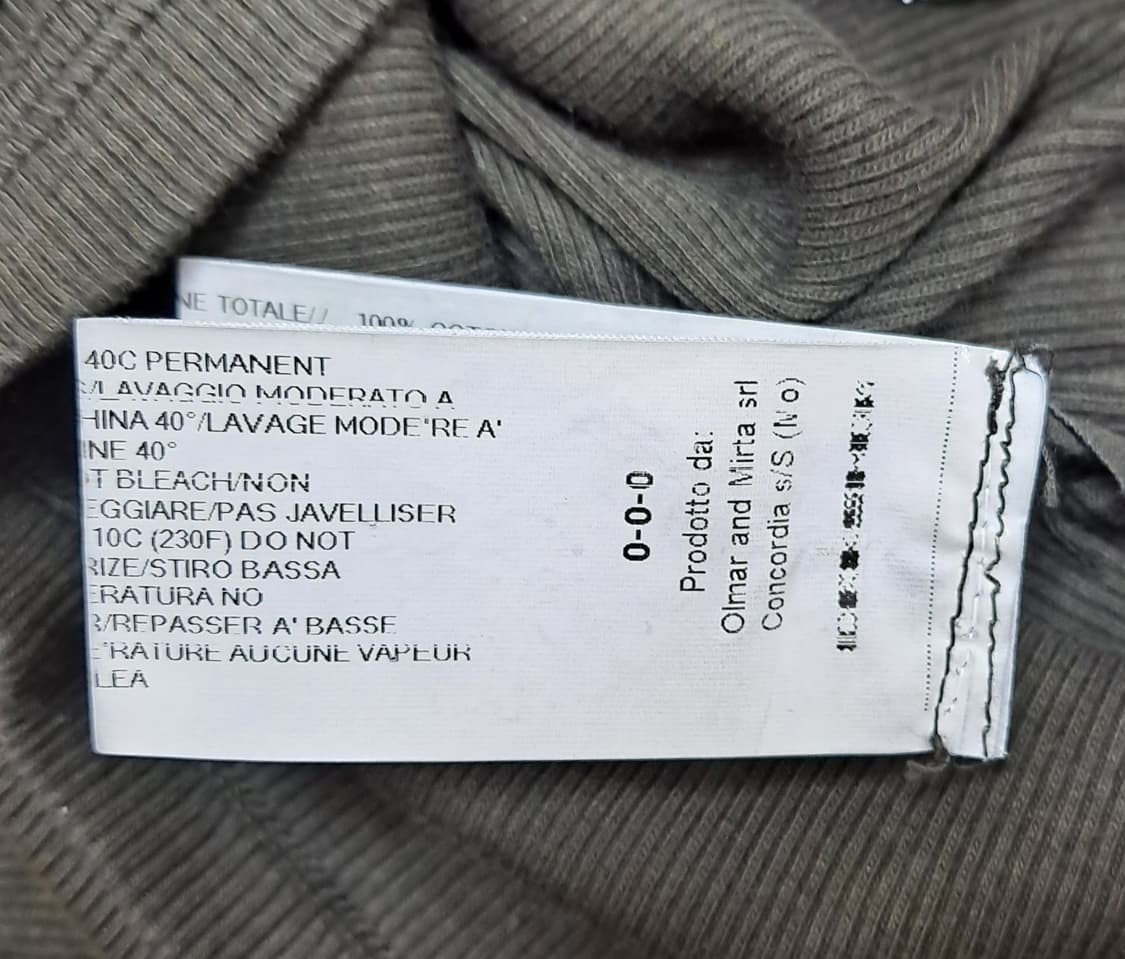 NE TOTALE// 100%
40C PERMANENT
/LAVAGGIO MODERATO A
HINA 40°/LAVAGE MODE'RE A'
INE 40°
T BLEACH/NON
EGGIARE/PAS JAVELLISER
10C (230F) DO NOT
RIZE/STIRO BASSA
ERATURA NO
R/REPASSER A' BASSE
E'RATURE AUCUNE VAPEUR
LEA
0-0-0
Prodotto da:
Olmar and Mirta srl
Concordia s/S (M o)